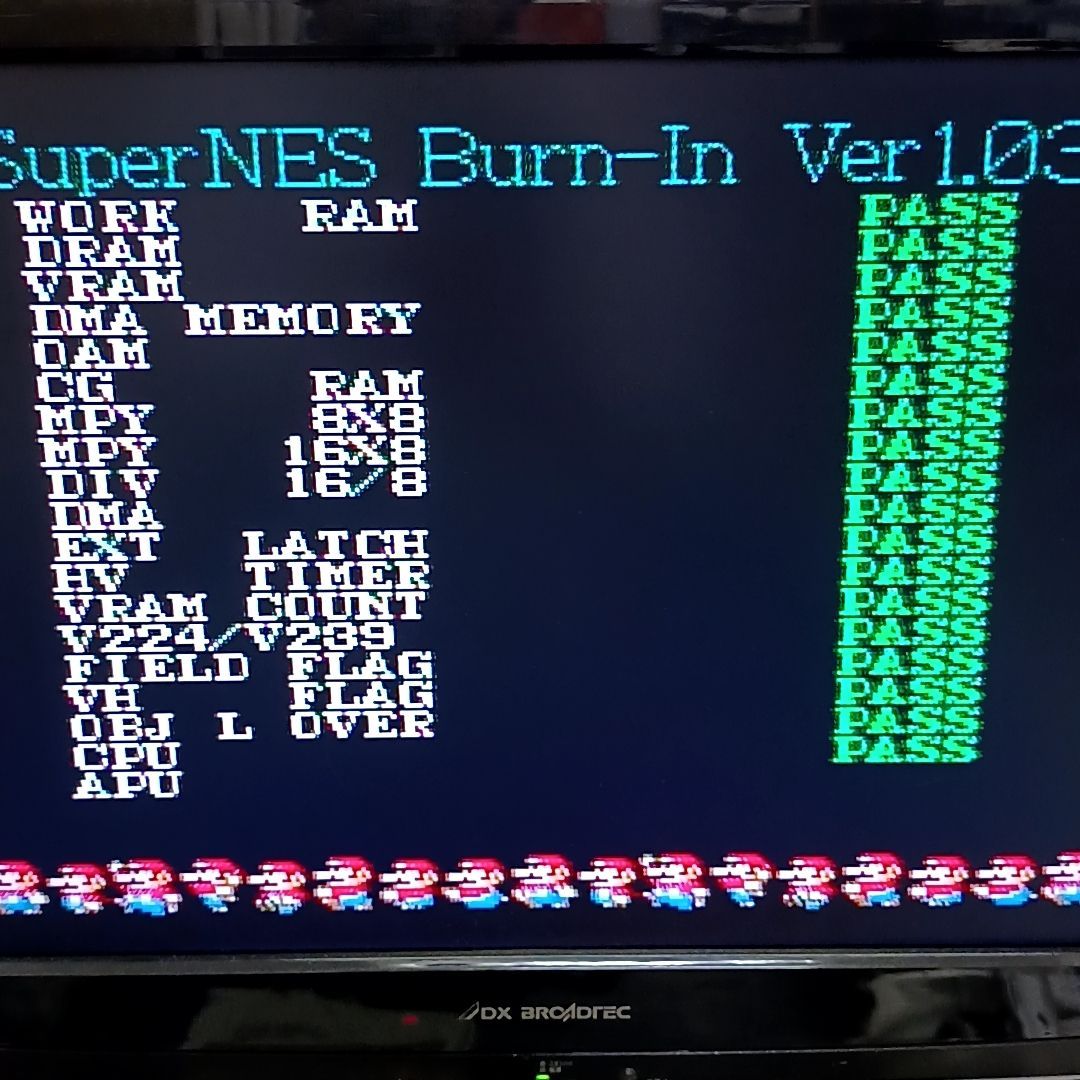 SuperNES Burn-In Ver1.03
WORK RAM PASS
DRAM PASS
VRAM PASS
DMA MEMORY PASS
OAM PASS
CG RAM PASS
MPY 8X8 PASS
MPY 16X8 PASS
DIV 16/8 PASS
DMA PASS
EXT LATCH PASS
HV TIMER PASS
VRAM COUNT PASS
V224/V239 PASS
FIELD FLAG PASS
VH FLAG PASS
OBJ L OVER PASS
CPU PASS
APU
DX BROADTEC